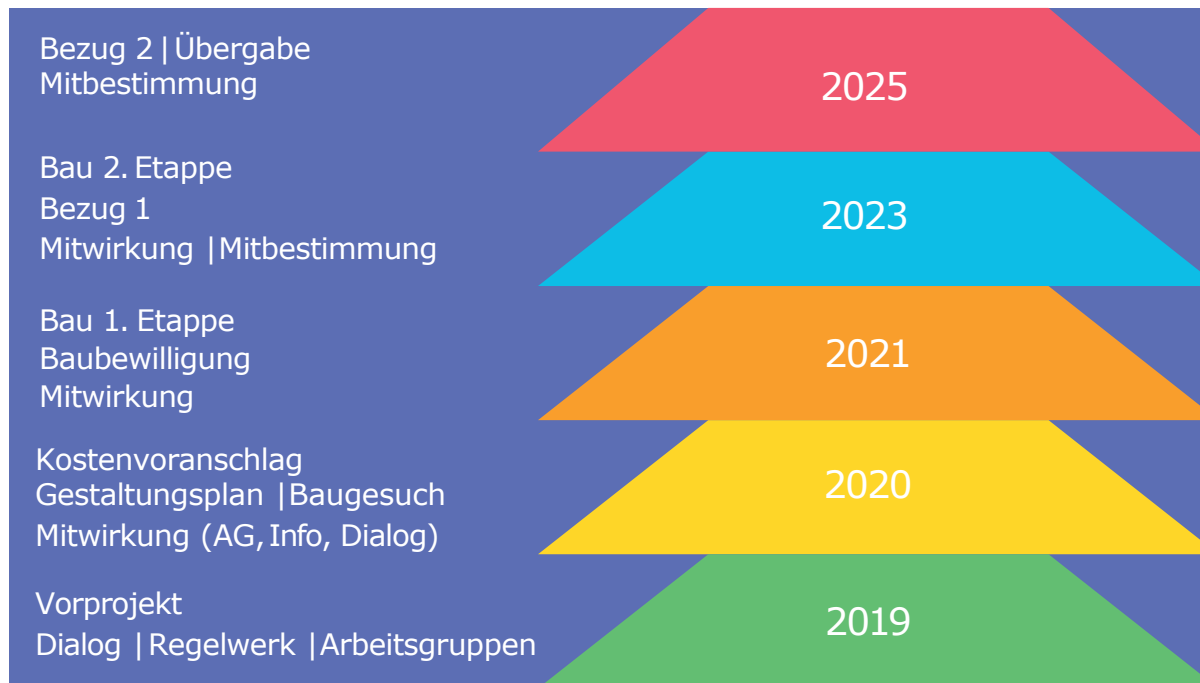 Bezug 2 | Übergabe
Mitbestimmung
2025
Bau 2. Etappe
Bezug 1
Mitwirkung | Mitbestimmung
2023
Bau 1. Etappe
Baubewilligung
Mitwirkung
2021
Kostenvoranschlag
Gestaltungsplan | Baugesuch
Mitwirkung (AG, Info, Dialog)
2020
Vorprojekt
Dialog | Regelwerk | Arbeitsgruppen
2019